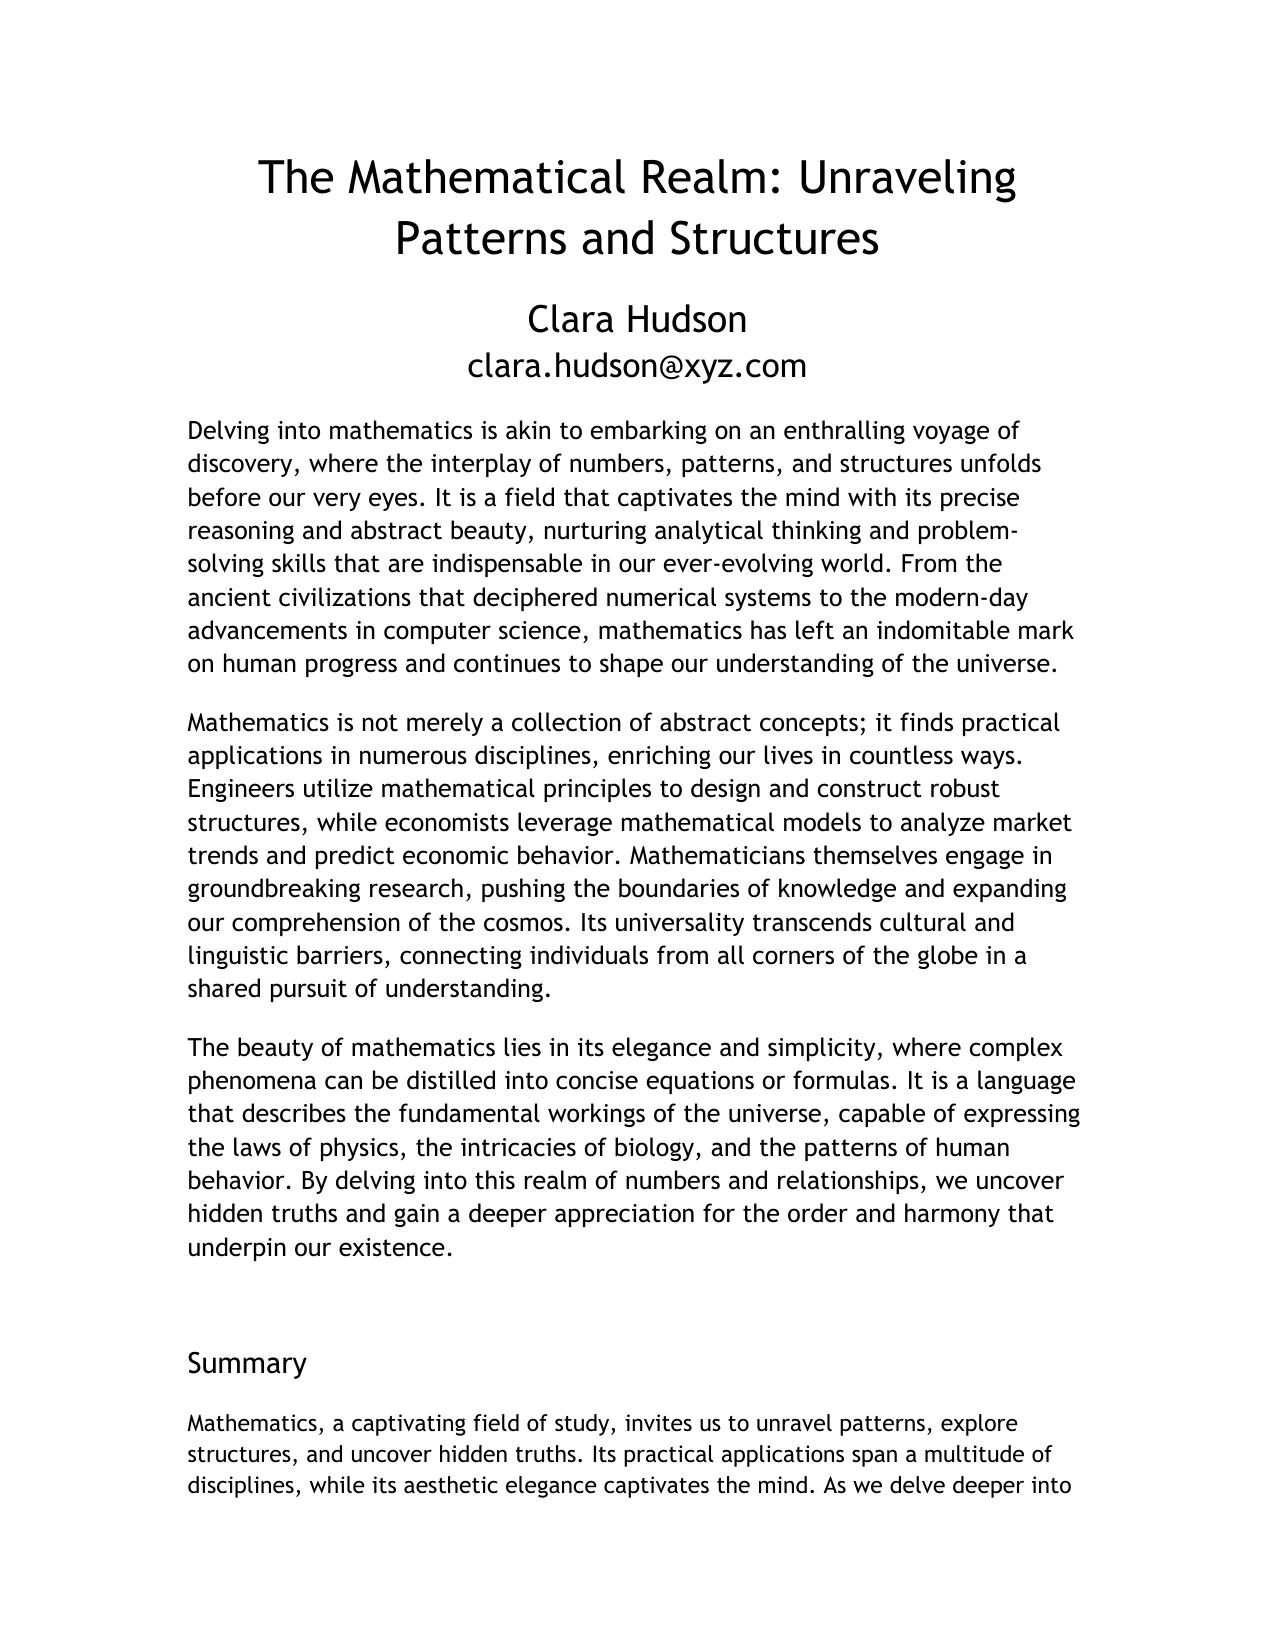 The Mathematical Realm: Unraveling
Patterns and Structures
Clara Hudson
clara.hudson@xyz.com
Delving into mathematics is akin to embarking on an enthralling voyage of
discovery, where the interplay of numbers, patterns, and structures unfolds
before our very eyes. It is a field that captivates the mind with its precise
reasoning and abstract beauty, nurturing analytical thinking and problem-
solving skills that are indispensable in our ever-evolving world. From the
ancient civilizations that deciphered numerical systems to the modern-day
advancements in computer science, mathematics has left an indomitable mark
on human progress and continues to shape our understanding of the universe.
Mathematics is not merely a collection of abstract concepts; it finds practical
applications in numerous disciplines, enriching our lives in countless ways.
Engineers utilize mathematical principles to design and construct robust
structures, while economists leverage mathematical models to analyze market
trends and predict economic behavior. Mathematicians themselves engage in
groundbreaking research, pushing the boundaries of knowledge and expanding
our comprehension of the cosmos. Its universality transcends cultural and
linguistic barriers, connecting individuals from all corners of the globe in a
shared pursuit of understanding.
The beauty of mathematics lies in its elegance and simplicity, where complex
phenomena can be distilled into concise equations or formulas. It is a language
that describes the fundamental workings of the universe, capable of expressing
the laws of physics, the intricacies of biology, and the patterns of human
behavior. By delving into this realm of numbers and relationships, we uncover
hidden truths and gain a deeper appreciation for the order and harmony that
underpin our existence.
Summary
Mathematics, a captivating field of study, invites us to unravel patterns, explore
structures, and uncover hidden truths. Its practical applications span a multitude of
disciplines, while its aesthetic elegance captivates the mind. As we delve deeper into